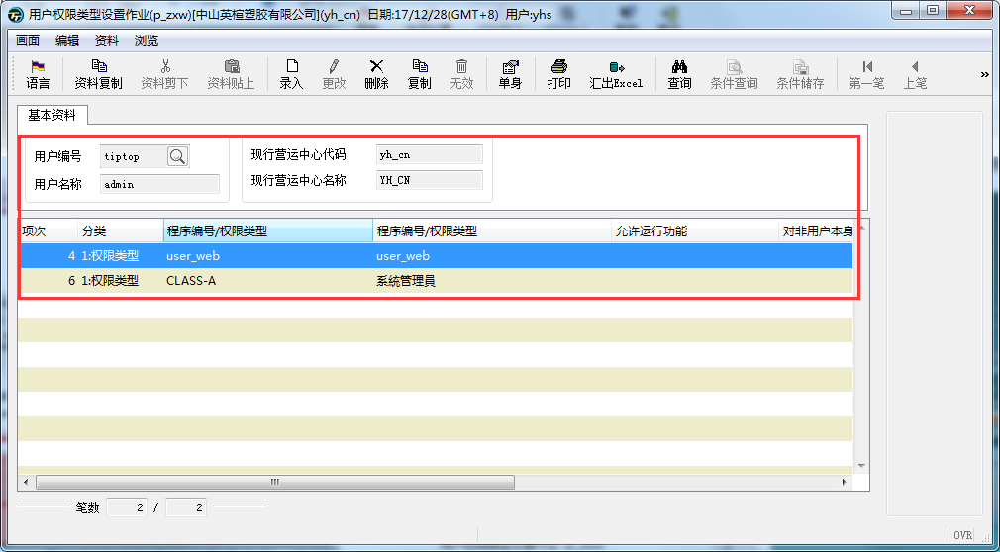 用户权限类型设置作业(p_zxw)[中山英楦塑胶有限公司](yh_cn) 日期:17/12/28(GMT+8) 用户:yhs
画面 编辑 资料 浏览
语言 资料复制 资料剪下 资料贴上 录入 更改 删除 复制 无效 单身 打印 汇出Excel 查询 条件查询 条件储存 第一笔 上笔 »
基本资料
用户编号 tiptop 现行营运中心代码 yh_cn
用户名称 admin 现行营运中心名称 YH_CN
项次 分类 程序编号/权限类型 程序编号/权限类型 允许运行功能 对非用户本身
4 1:权限类型 user_web user_web
6 1:权限类型 CLASS-A 系统管理員
笔数 2 / 2
OVR